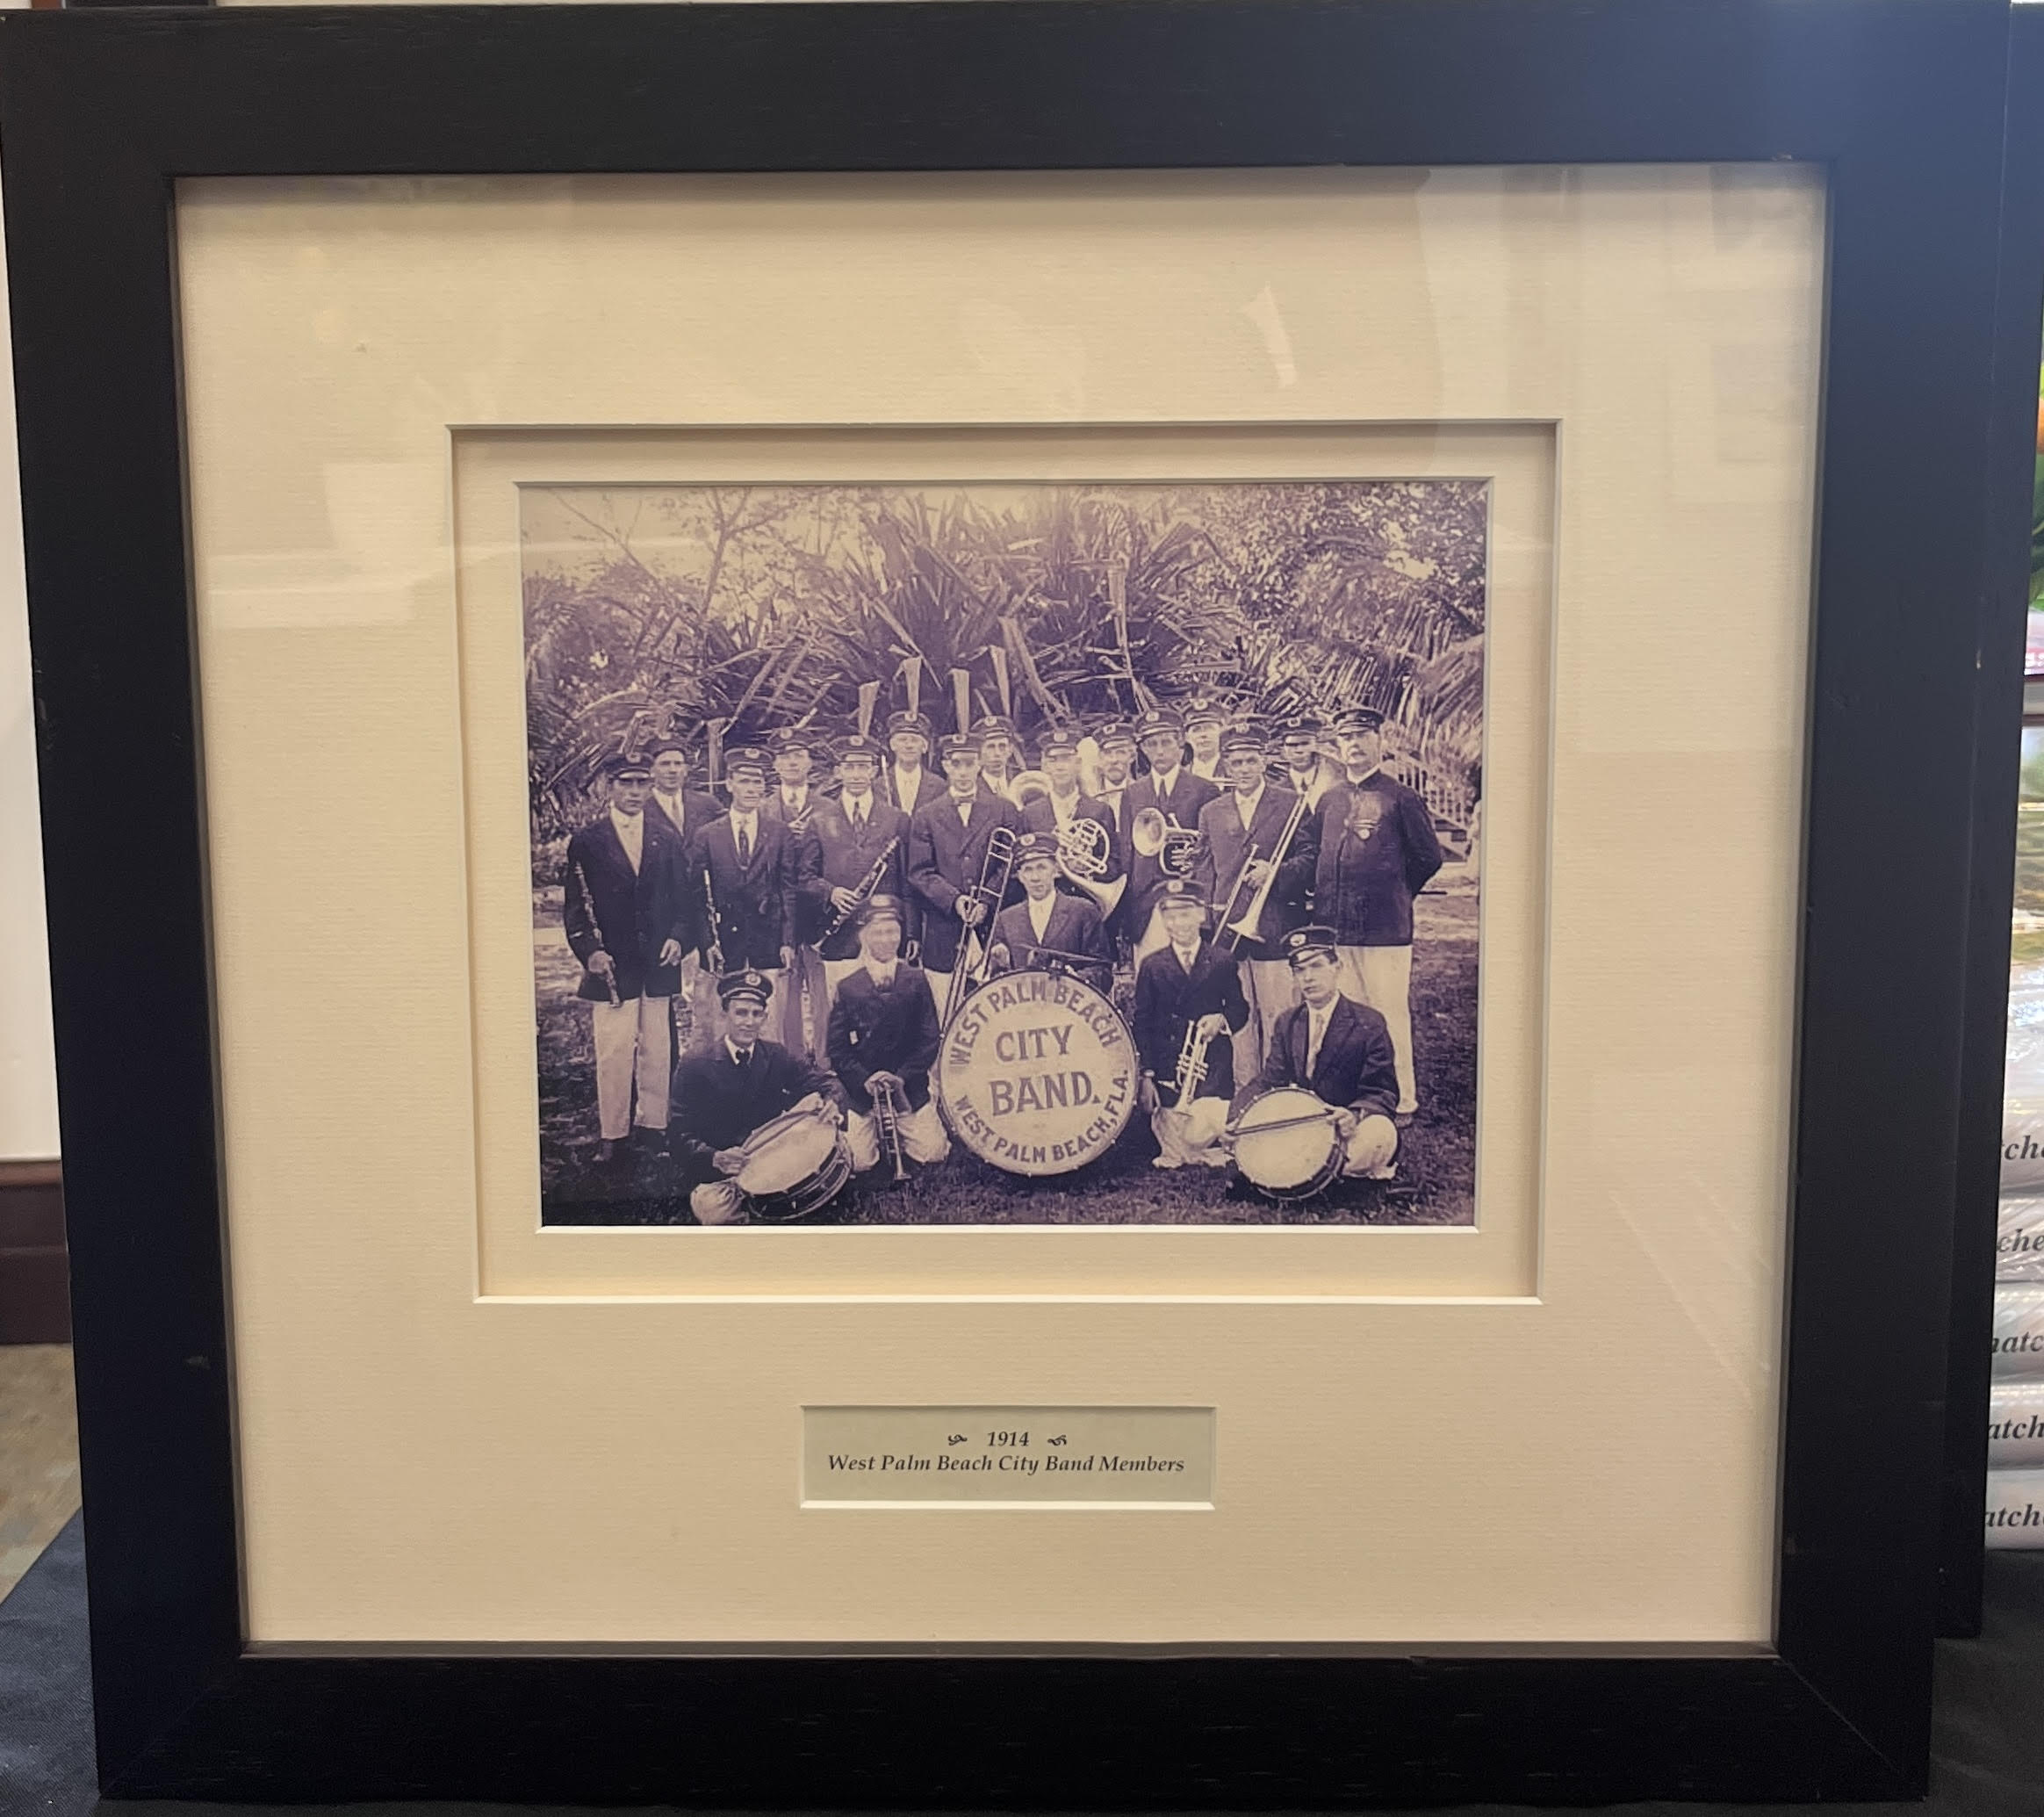 WEST PALM BEACH
CITY
BAND.
WEST PALM BEACH, FLA.
1914
West Palm Beach City Band Members